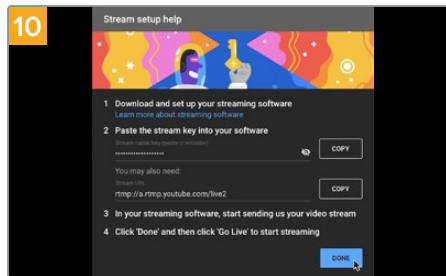 10
Stream setup help
1 Download and set up your streaming software
Learn more about streaming software
2 Paste the stream key into your software
Stream name/key (paste in encoder)
••••••••••••••••••••
COPY
You may also need:
Stream URL
rtmp://a.rtmp.youtube.com/live2
COPY
3 In your streaming software, start sending us your video stream
4 Click 'Done' and then click 'Go Live' to start streaming
DONE